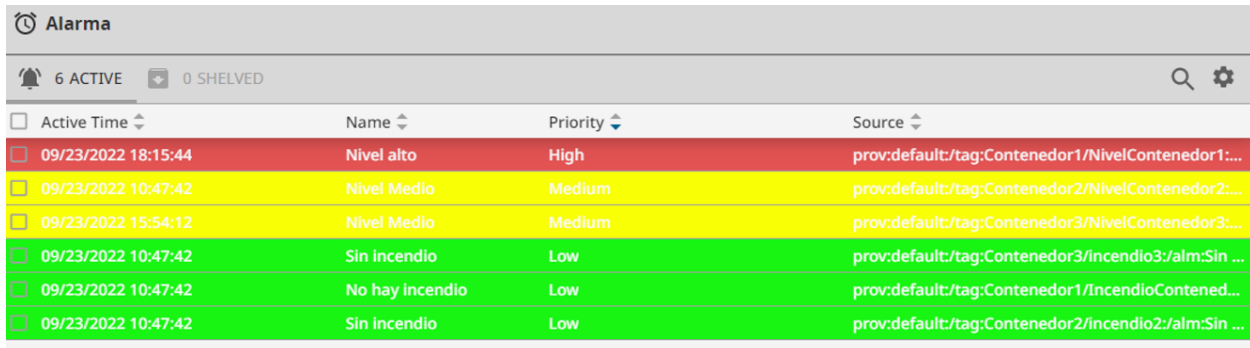 Alarma
6 ACTIVE 0 SHELVED
Active Time Name Priority Source
09/23/2022 18:15:44 Nivel alto High prov:default:/tag:Contenedor1/NivelContenedor1:...
09/23/2022 10:47:42 Nivel Medio Medium prov:default:/tag:Contenedor2/NivelContenedor2:...
09/23/2022 15:54:12 Nivel Medio Medium prov:default:/tag:Contenedor3/NivelContenedor3:...
09/23/2022 10:47:42 Sin incendio Low prov:default:/tag:Contenedor3/incendio3:/alm:Sin ...
09/23/2022 10:47:42 No hay incendio Low prov:default:/tag:Contenedor1/IncendioContened...
09/23/2022 10:47:42 Sin incendio Low prov:default:/tag:Contenedor2/incendio2:/alm:Sin ...